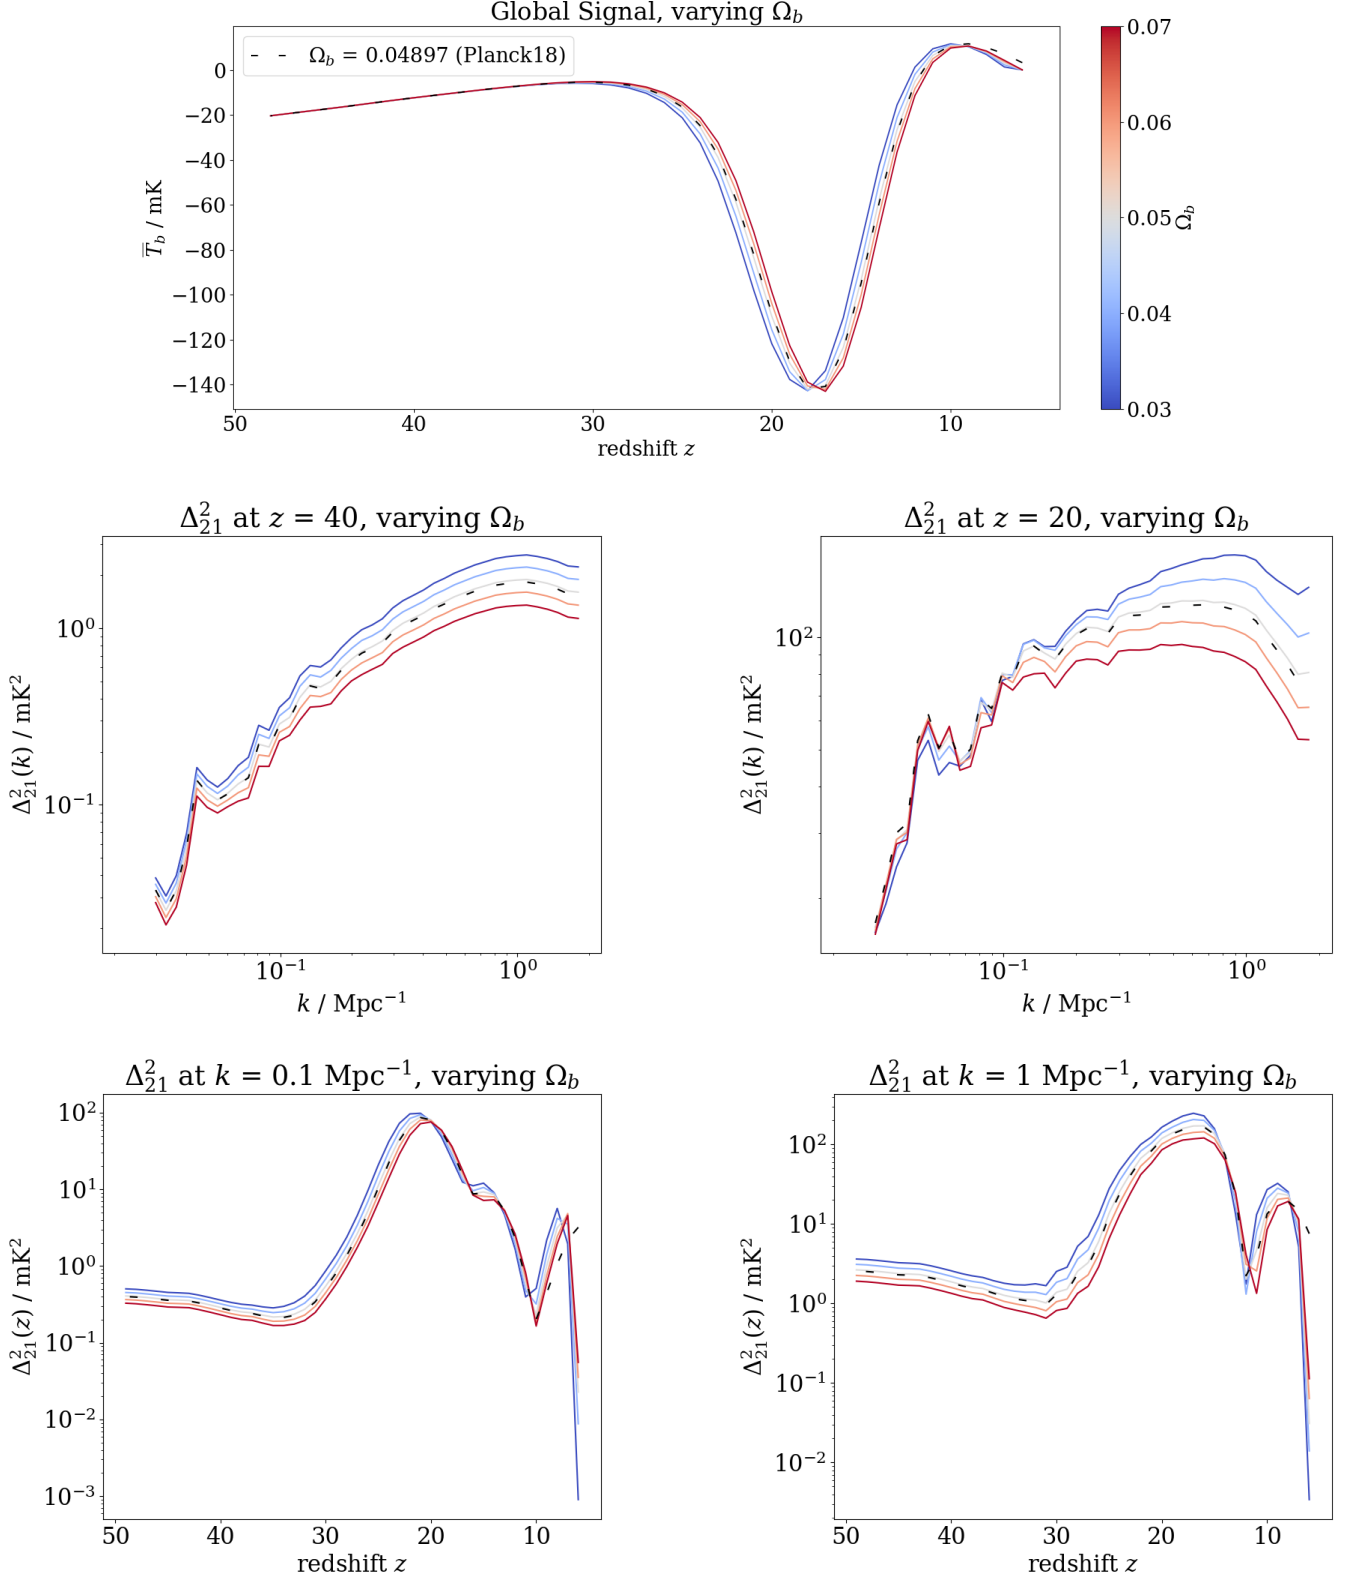 Global Signal, varying Ω_b
Ω_b = 0.04897 (Planck18)
T̅_b / mK
0
−20
−40
−60
−80
−100
−120
−140
50 40 30 20 10
redshift z
0.07
0.06
0.05
0.04
0.03
Ω_b
Δ²₂₁ at z = 40, varying Ω_b
Δ²₂₁(k) / mK²
10⁰
10⁻¹
10⁻¹ 10⁰
k / Mpc⁻¹
Δ²₂₁ at z = 20, varying Ω_b
Δ²₂₁(k) / mK²
10²
10⁻¹ 10⁰
k / Mpc⁻¹
Δ²₂₁ at k = 0.1 Mpc⁻¹, varying Ω_b
Δ²₂₁(z) / mK²
10²
10¹
10⁰
10⁻¹
10⁻²
10⁻³
50 40 30 20 10
redshift z
Δ²₂₁ at k = 1 Mpc⁻¹, varying Ω_b
Δ²₂₁(z) / mK²
10²
10¹
10⁰
10⁻¹
10⁻²
50 40 30 20 10
redshift z